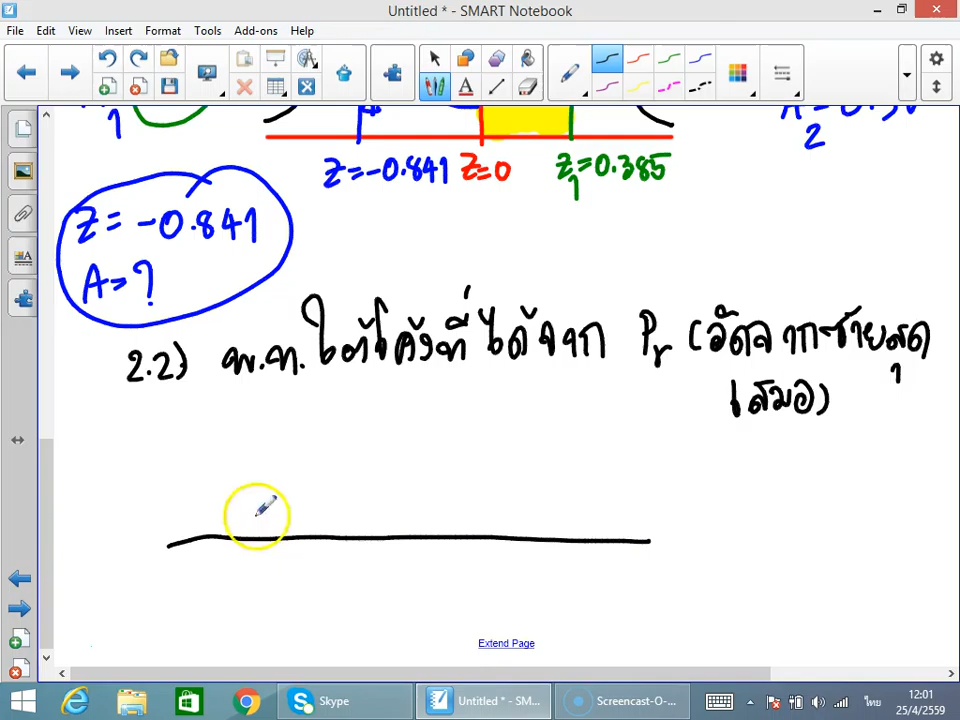 Untitled * - SMART Notebook
File Edit View Insert Format Tools Add-ons Help
1
2
Z=-0.841 Z=0 Z1=0.385
Z= -0.841
A=?
2.2) พ.ท. ใต้โค้งที่ได้จาก Pr (วัดจากซ้ายสุด
เสมอ)
Extend Page
Skype
Untitled * - SM...
Screencast-O-...
ไทย
12:01
25/4/2559